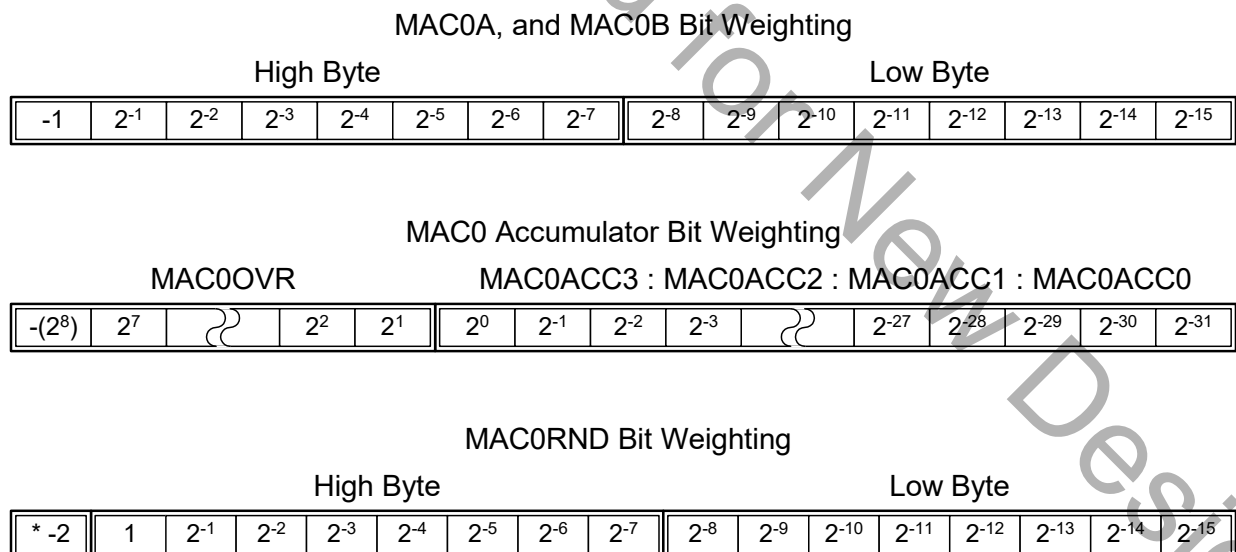 MAC0A, and MAC0B Bit Weighting
High Byte Low Byte
-1 2-1 2-2 2-3 2-4 2-5 2-6 2-7 2-8 2-9 2-10 2-11 2-12 2-13 2-14 2-15
MAC0 Accumulator Bit Weighting
MAC0OVR MAC0ACC3 : MAC0ACC2 : MAC0ACC1 : MAC0ACC0
-(28) 27 22 21 20 2-1 2-2 2-3 2-27 2-28 2-29 2-30 2-31
MAC0RND Bit Weighting
High Byte Low Byte
* -2 1 2-1 2-2 2-3 2-4 2-5 2-6 2-7 2-8 2-9 2-10 2-11 2-12 2-13 2-14 2-15
for New Desi